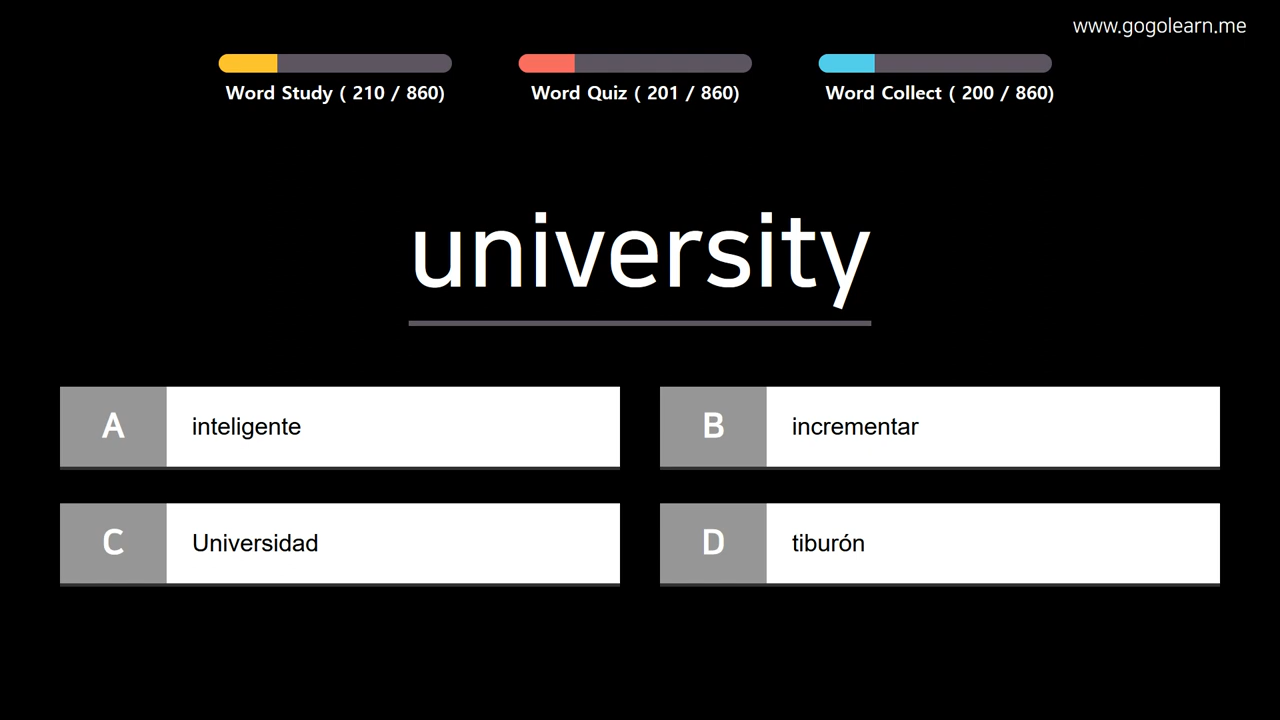 www.gogolearn.me
Word Study ( 210 / 860)
Word Quiz ( 201 / 860)
Word Collect ( 200 / 860)
university
A inteligente
B incrementar
C Universidad
D tiburón